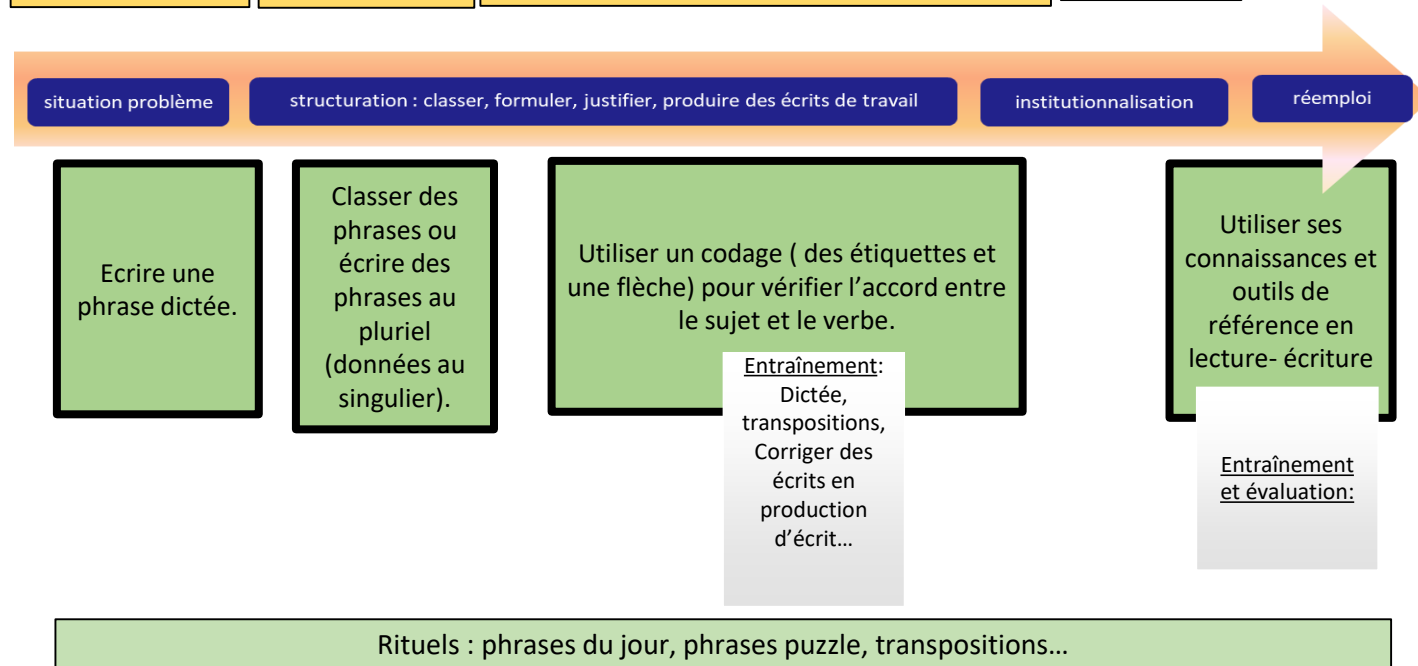 situation problème
structuration : classer, formuler, justifier, produire des écrits de travail
institutionnalisation
réemploi
Ecrire une
phrase dictée.
Classer des
phrases ou
écrire des
phrases au
pluriel
(données au
singulier).
Utiliser un codage ( des étiquettes et
une flèche) pour vérifier l’accord entre
le sujet et le verbe.
Entraînement:
Dictée,
transpositions,
Corriger des
écrits en
production
d’écrit…
Utiliser ses
connaissances et
outils de
référence en
lecture- écriture
Entraînement
et évaluation:
Rituels : phrases du jour, phrases puzzle, transpositions…